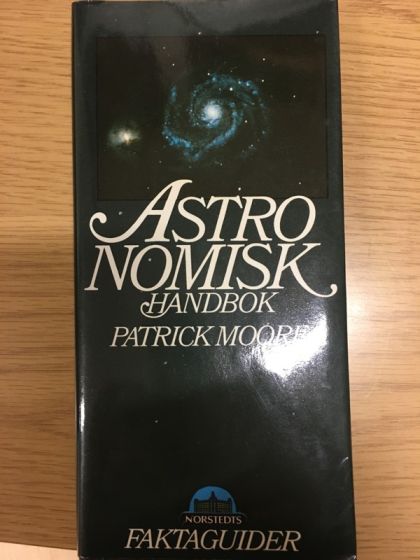 ASTRO
NOMISK
HANDBOK
PATRICK MOORE
NORSTEDTS
FAKTAGUIDER